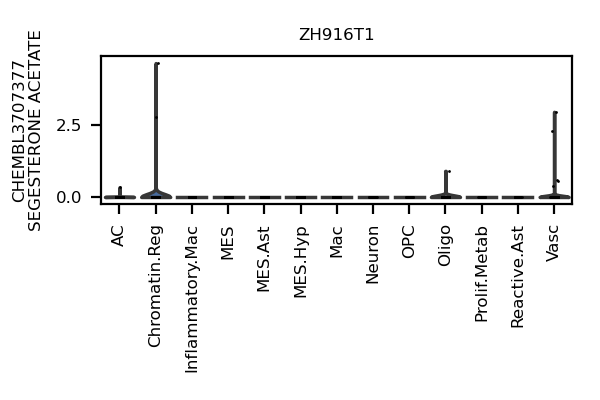 ZH916T1
CHEMBL3707377
SEGESTERONE ACETATE
2.5
0.0
AC
Chromatin.Reg
Inflammatory.Mac
MES
MES.Ast
MES.Hyp
Mac
Neuron
OPC
Oligo
Prolif.Metab
Reactive.Ast
Vasc